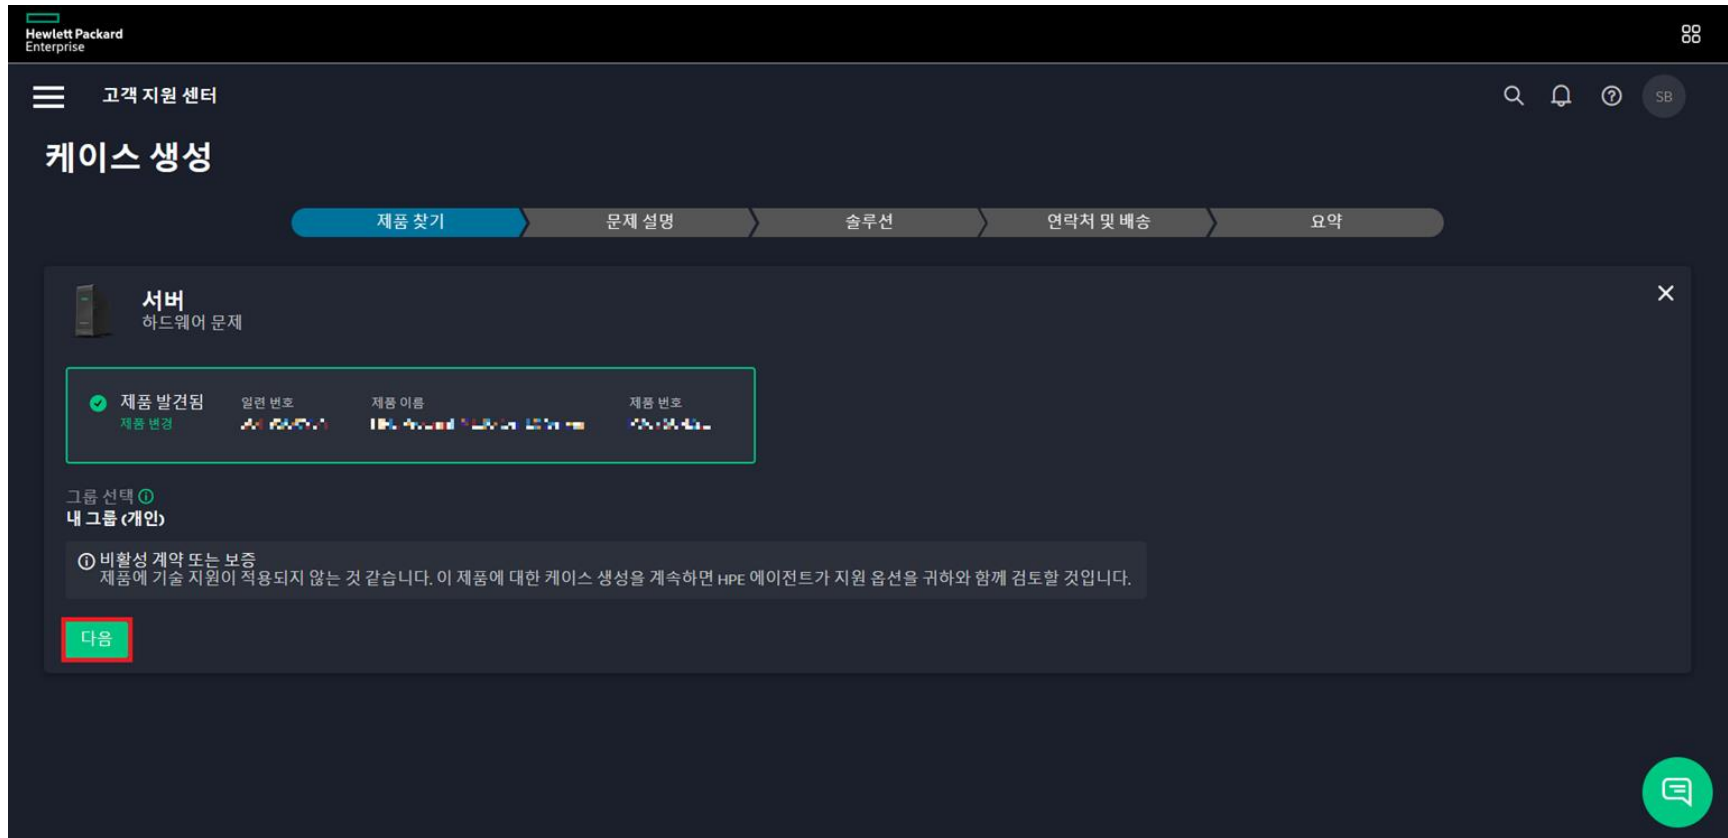 Hewlett Packard
Enterprise
고객 지원 센터
SB
케이스 생성
제품 찾기
문제 설명
솔루션
연락처 및 배송
요약
서버
하드웨어 문제
제품 발견됨
제품 변경
일련 번호
제품 이름
제품 번호
그룹 선택
내 그룹 (개인)
비활성 계약 또는 보증
제품에 기술 지원이 적용되지 않는 것 같습니다. 이 제품에 대한 케이스 생성을 계속하면 HPE 에이전트가 지원 옵션을 귀하와 함께 검토할 것입니다.
다음